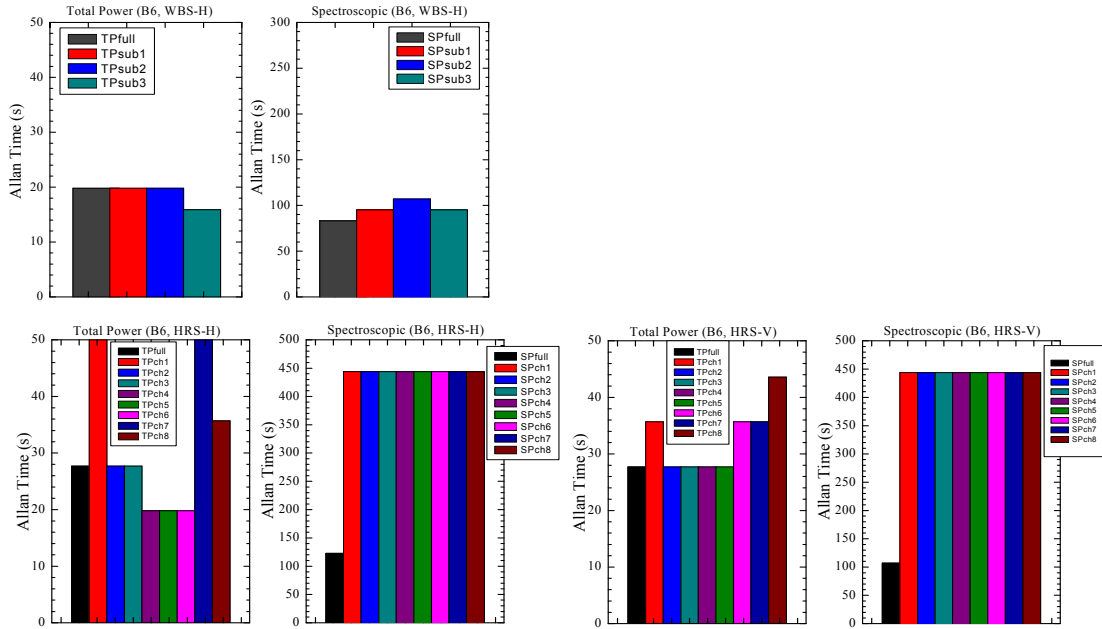 Total Power (B6, WBS-H)
Allan Time (s)
50
40
30
20
10
0
TPfull
TPsub1
TPsub2
TPsub3
Spectroscopic (B6, WBS-H)
Allan Time (s)
300
250
200
150
100
50
0
SPfull
SPsub1
SPsub2
SPsub3
Total Power (B6, HRS-H)
Allan Time (s)
50
40
30
20
10
0
TPfull
TPch1
TPch2
TPch3
TPch4
TPch5
TPch6
TPch7
TPch8
Spectroscopic (B6, HRS-H)
Allan Time (s)
500
450
400
350
300
250
200
150
100
50
0
SPfull
SPch1
SPch2
SPch3
SPch4
SPch5
SPch6
SPch7
SPch8
Total Power (B6, HRS-V)
Allan Time (s)
50
40
30
20
10
0
TPfull
TPch1
TPch2
TPch3
TPch4
TPch5
TPch6
TPch7
TPch8
Spectroscopic (B6, HRS-V)
Allan Time (s)
500
450
400
350
300
250
200
150
100
50
0
SPfull
SPch1
SPch2
SPch3
SPch4
SPch5
SPch6
SPch7
SPch8